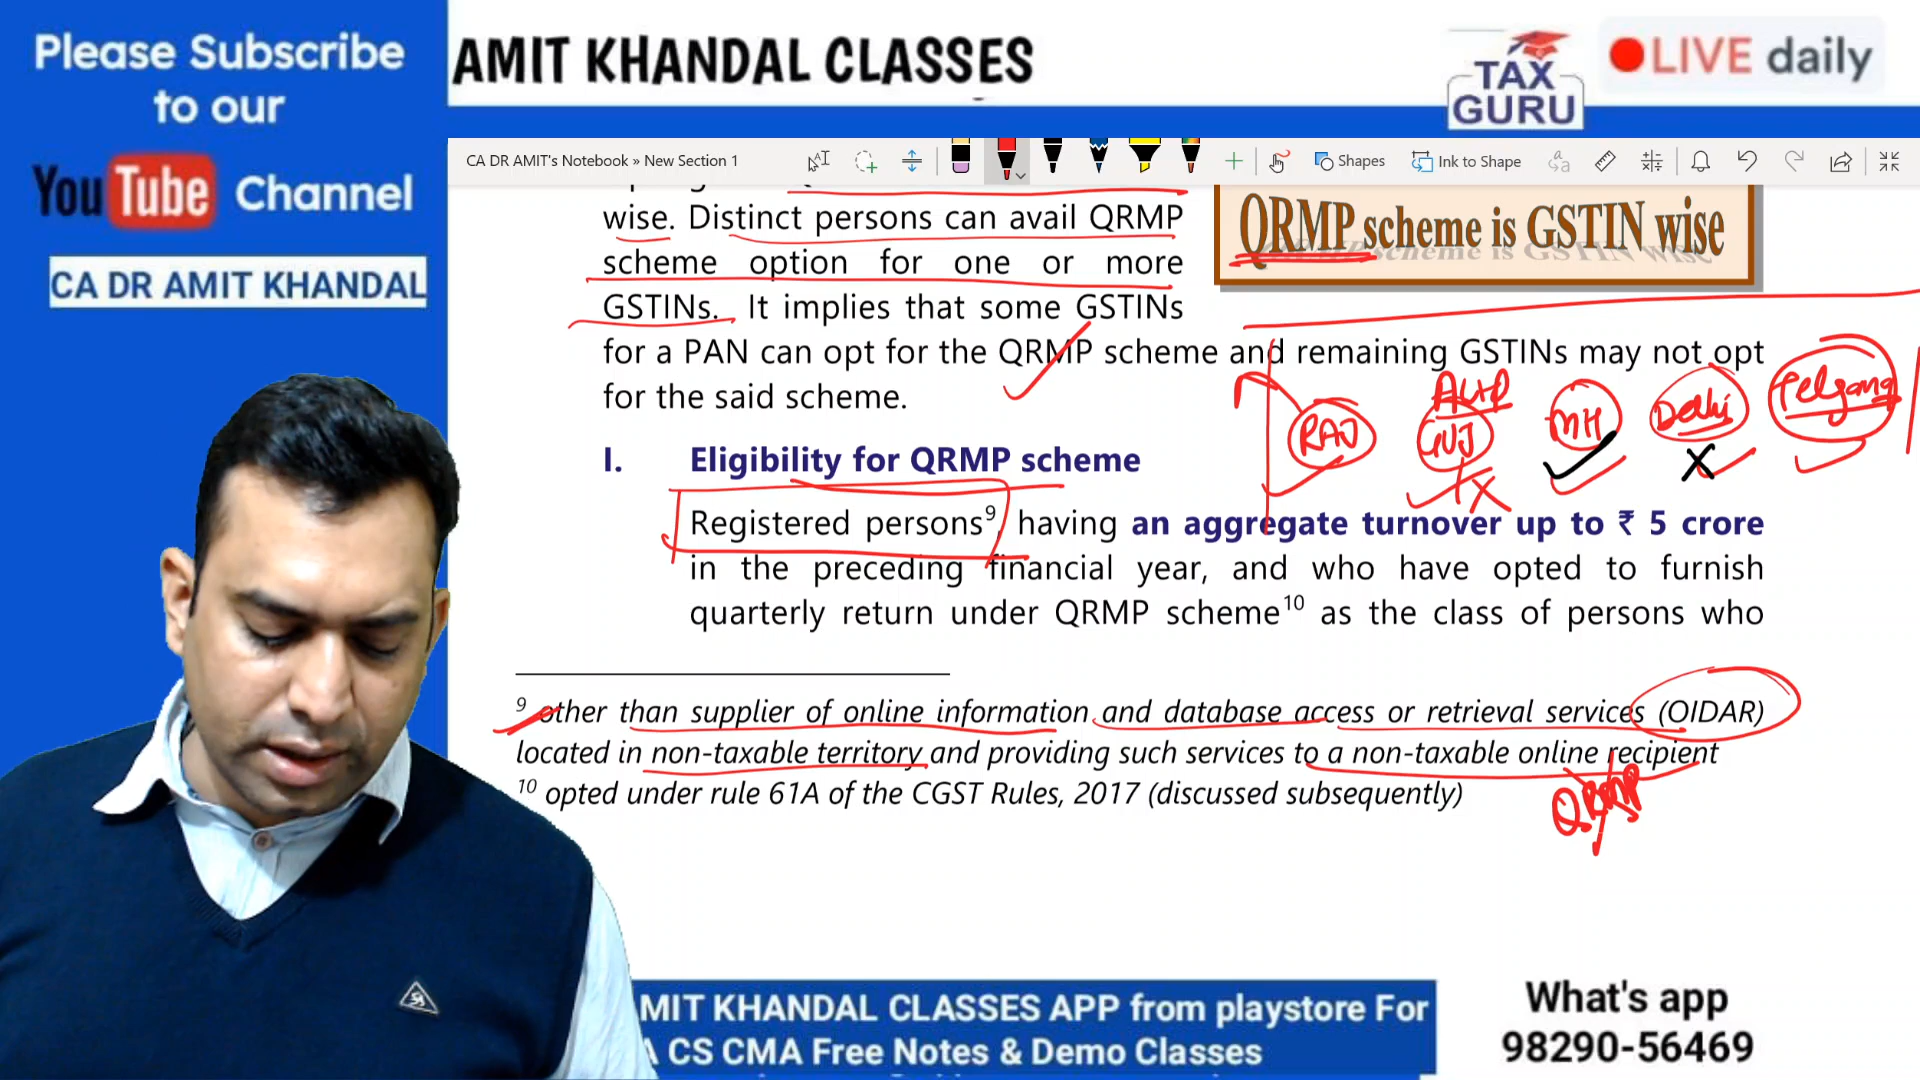 Please Subscribe
to our
YouTube Channel
CA DR AMIT KHANDAL
AMIT KHANDAL CLASSES
TAX
GURU
LIVE daily
CA DR AMIT's Notebook » New Section 1
Shapes
Ink to Shape
QRMP scheme is GSTIN wise
wise. Distinct persons can avail QRMP
scheme option for one or more
GSTINs. It implies that some GSTINs
for a PAN can opt for the QRMP scheme and remaining GSTINs may not opt
for the said scheme.
RAJ
GUJ
MH
Delhi
I. Eligibility for QRMP scheme
Registered persons⁹, having an aggregate turnover up to ₹ 5 crore
in the preceding financial year, and who have opted to furnish
quarterly return under QRMP scheme¹⁰ as the class of persons who
⁹ other than supplier of online information and database access or retrieval services (OIDAR)
located in non-taxable territory and providing such services to a non-taxable online recipient
¹⁰ opted under rule 61A of the CGST Rules, 2017 (discussed subsequently)
QRMP
MIT KHANDAL CLASSES APP from playstore For
CS CMA Free Notes & Demo Classes
What's app
98290-56469